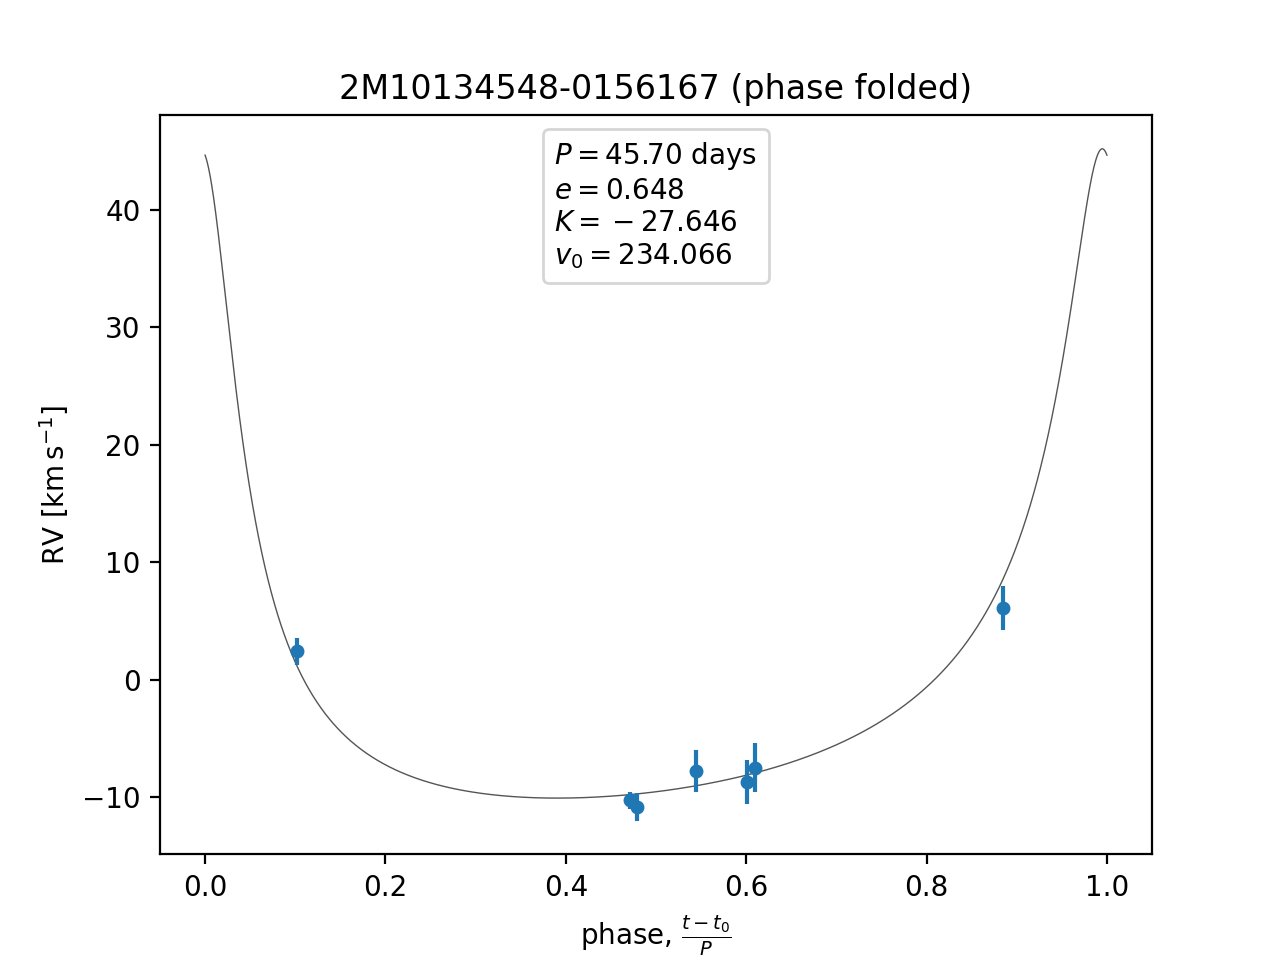 2M10134548-0156167 (phase folded)
P = 45.70 days
e = 0.648
K = −27.646
v₀ = 234.066
RV [km s⁻¹]
40
30
20
10
0
−10
0.0 0.2 0.4 0.6 0.8 1.0
phase, (t − t₀)/P